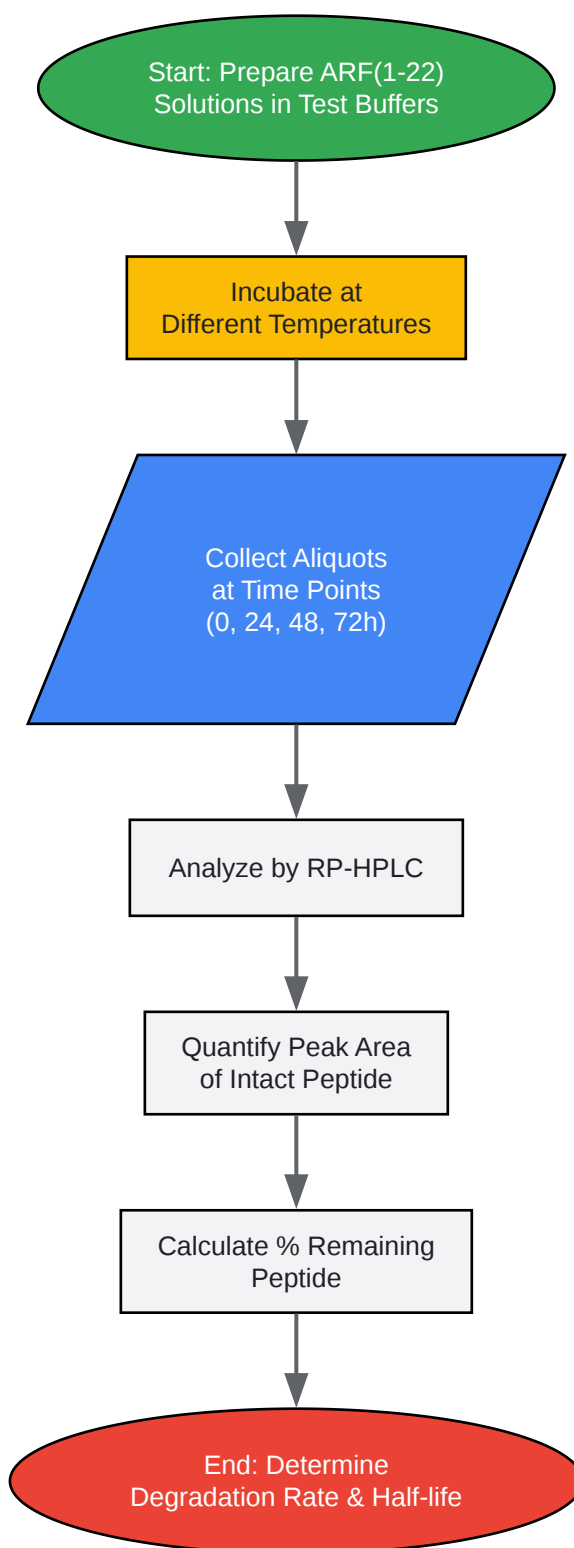 Start: Prepare ARF(1-22)
Solutions in Test Buffers
Incubate at
Different Temperatures
Collect Aliquots
at Time Points
(0, 24, 48, 72h)
Analyze by RP-HPLC
Quantify Peak Area
of Intact Peptide
Calculate % Remaining
Peptide
End: Determine
Degradation Rate & Half-life